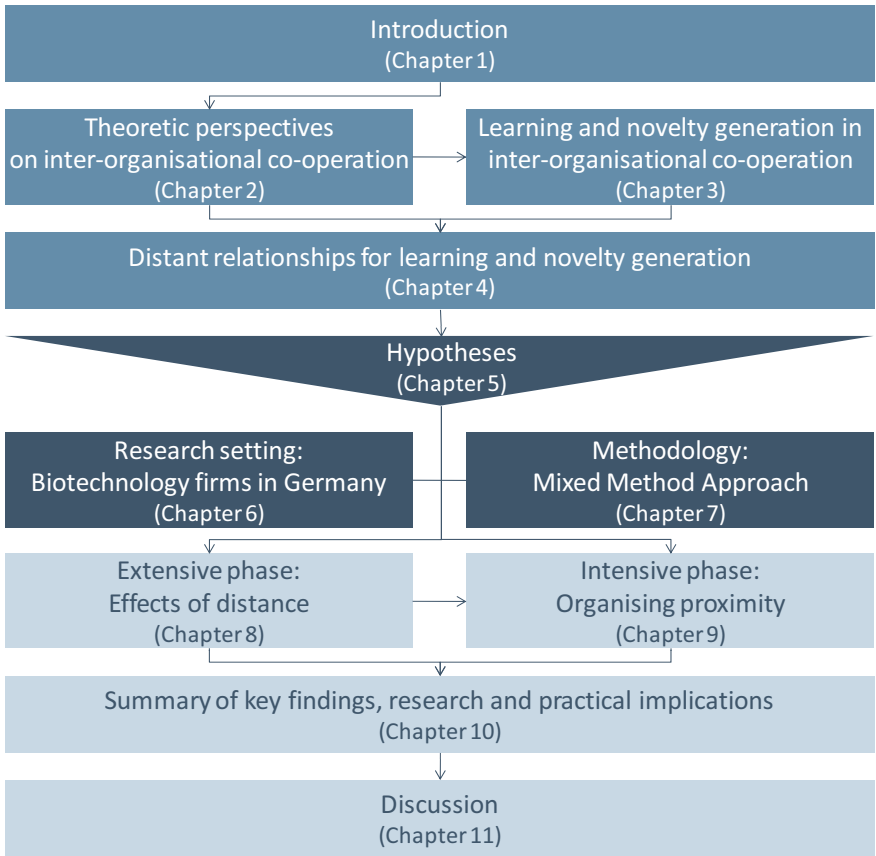 Introduction
(Chapter 1)
Theoretic perspectives
on inter-organisational co-operation
(Chapter 2)
Learning and novelty generation in
inter-organisational co-operation
(Chapter 3)
Distant relationships for learning and novelty generation
(Chapter 4)
Hypotheses
(Chapter 5)
Research setting:
Biotechnology firms in Germany
(Chapter 6)
Methodology:
Mixed Method Approach
(Chapter 7)
Extensive phase:
Effects of distance
(Chapter 8)
Intensive phase:
Organising proximity
(Chapter 9)
Summary of key findings, research and practical implications
(Chapter 10)
Discussion
(Chapter 11)